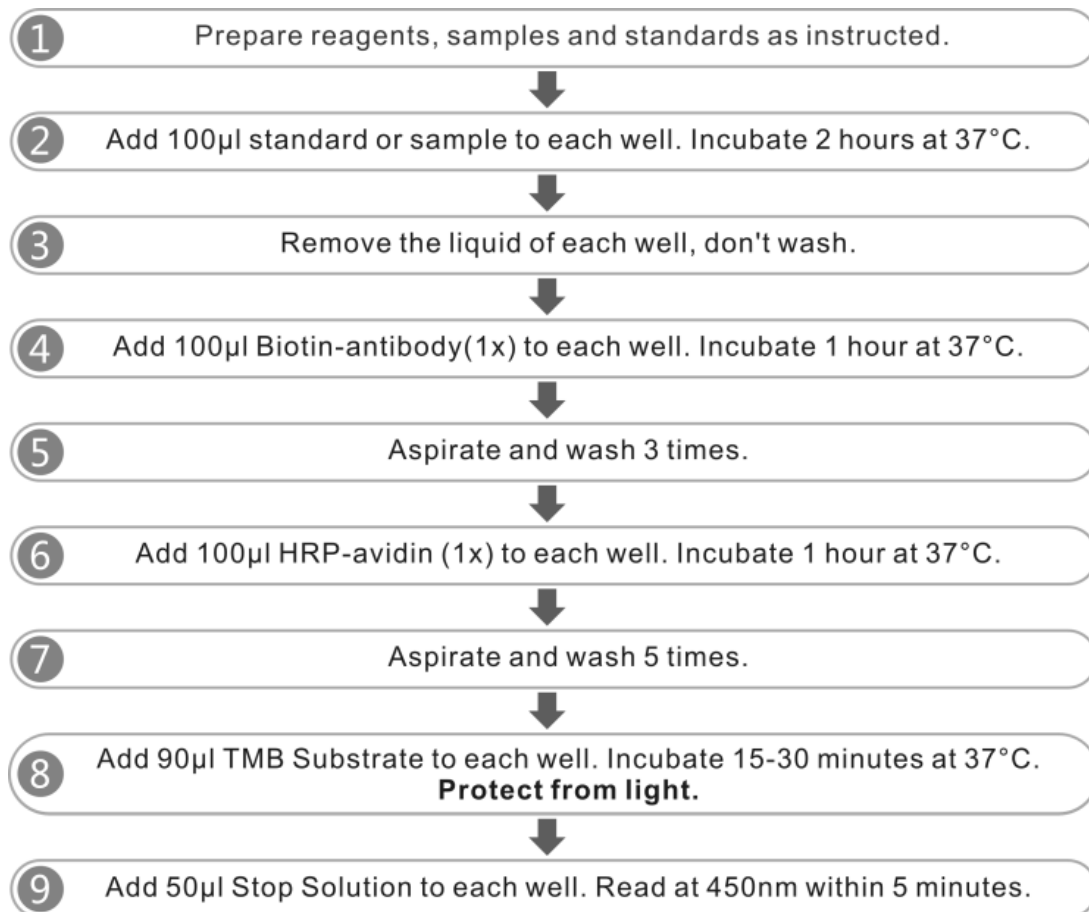 1 Prepare reagents, samples and standards as instructed.
2 Add 100µl standard or sample to each well. Incubate 2 hours at 37°C.
3 Remove the liquid of each well, don't wash.
4 Add 100µl Biotin-antibody(1x) to each well. Incubate 1 hour at 37°C.
5 Aspirate and wash 3 times.
6 Add 100µl HRP-avidin (1x) to each well. Incubate 1 hour at 37°C.
7 Aspirate and wash 5 times.
8 Add 90µl TMB Substrate to each well. Incubate 15-30 minutes at 37°C.
Protect from light.
9 Add 50µl Stop Solution to each well. Read at 450nm within 5 minutes.